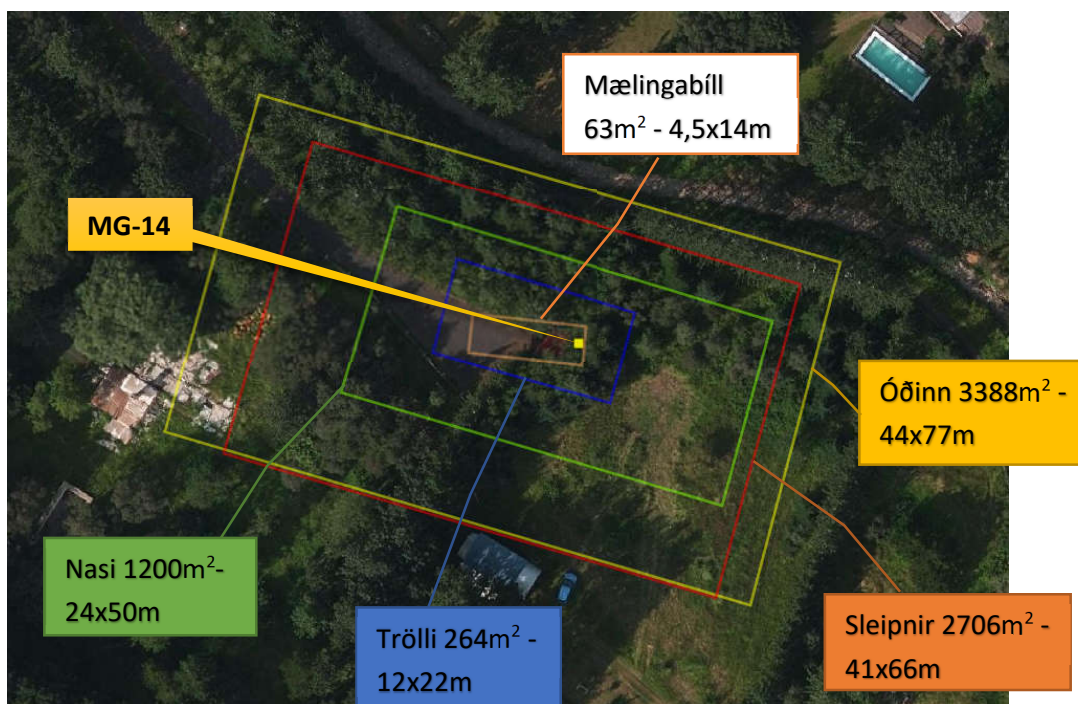 Mælingabíll
63m² - 4,5x14m
MG-14
Óðinn 3388m² -
44x77m
Nasi 1200m²-
24x50m
Trölli 264m² -
12x22m
Sleipnir 2706m² -
41x66m